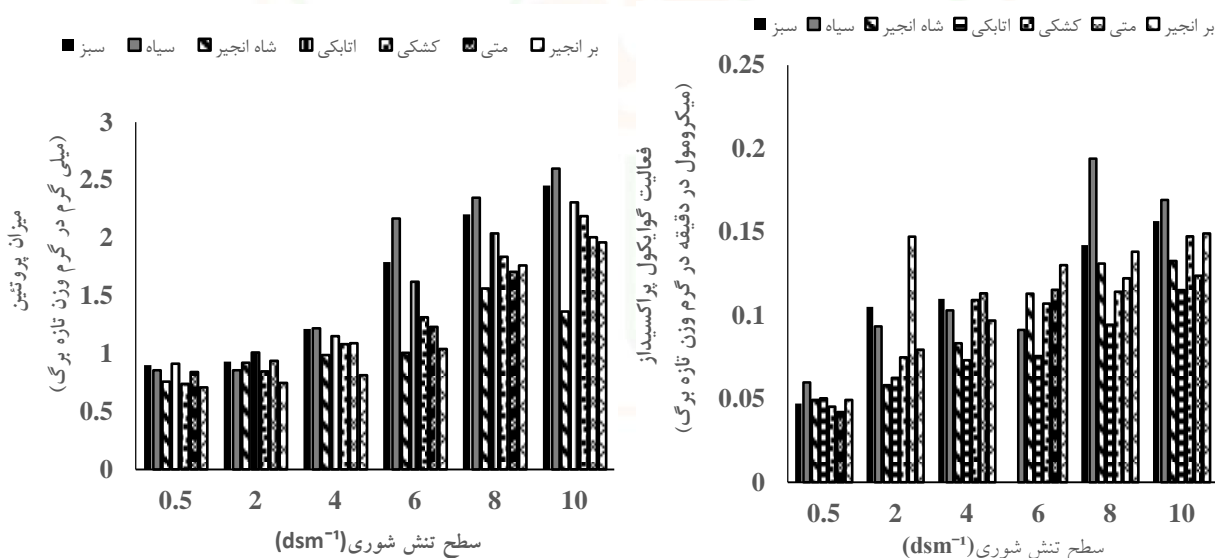 سبز سیاه شاه انجیر اتابکی کشکی متی بر انجیر
میزان پروتئین
(میلی گرم در گرم وزن تازه برگ)
3
2.5
2
1.5
1
0.5
0
0.5 2 4 6 8 10
سطح تنش شوری(dsm⁻¹)
سبز سیاه شاه انجیر اتابکی کشکی متی بر انجیر
فعالیت گوایکول پراکسیداز
(میکرومول در دقیقه در گرم وزن تازه برگ)
0.25
0.2
0.15
0.1
0.05
0
0.5 2 4 6 8 10
سطح تنش شوری(dsm⁻¹)